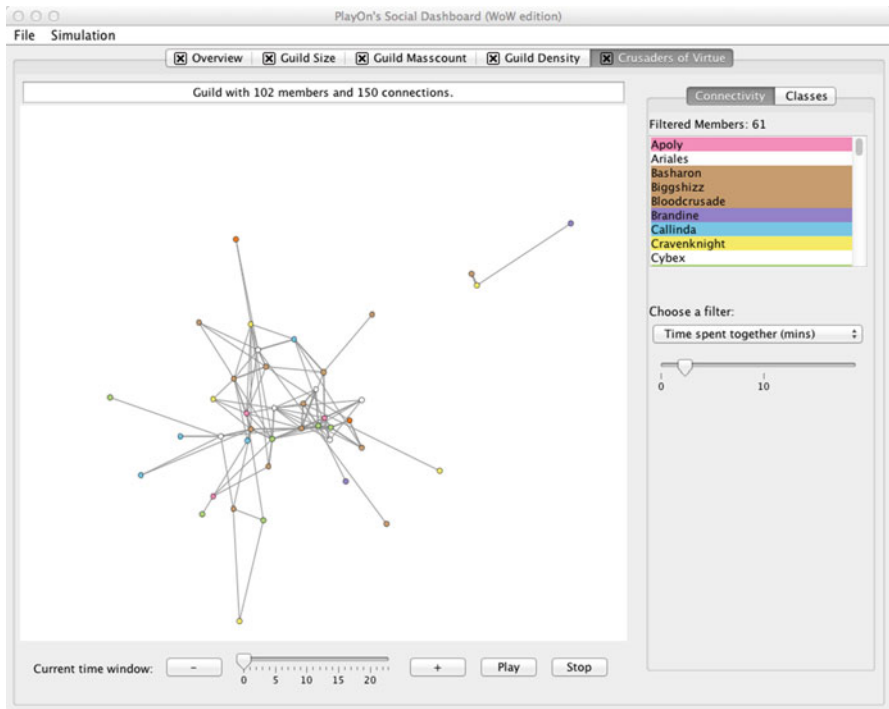 PlayOn's Social Dashboard (WoW edition)
File Simulation
Overview Guild Size Guild Masscount Guild Density Crusaders of Virtue
Guild with 102 members and 150 connections.
Connectivity Classes
Filtered Members: 61
Apoly
Ariales
Basharon
Biggshizz
Bloodcrusade
Brandine
Callinda
Cravenknight
Cybex
Choose a filter:
Time spent together (mins)
0 10
Current time window: - + Play Stop
0 5 10 15 20